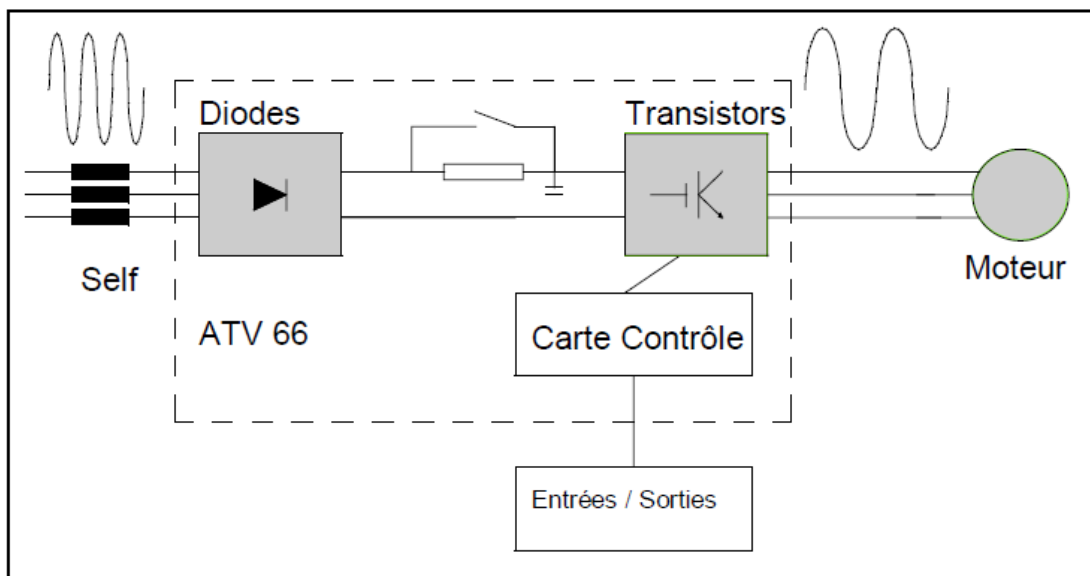 Diodes
Transistors
Self
Moteur
ATV 66
Carte Contrôle
Entrées / Sorties